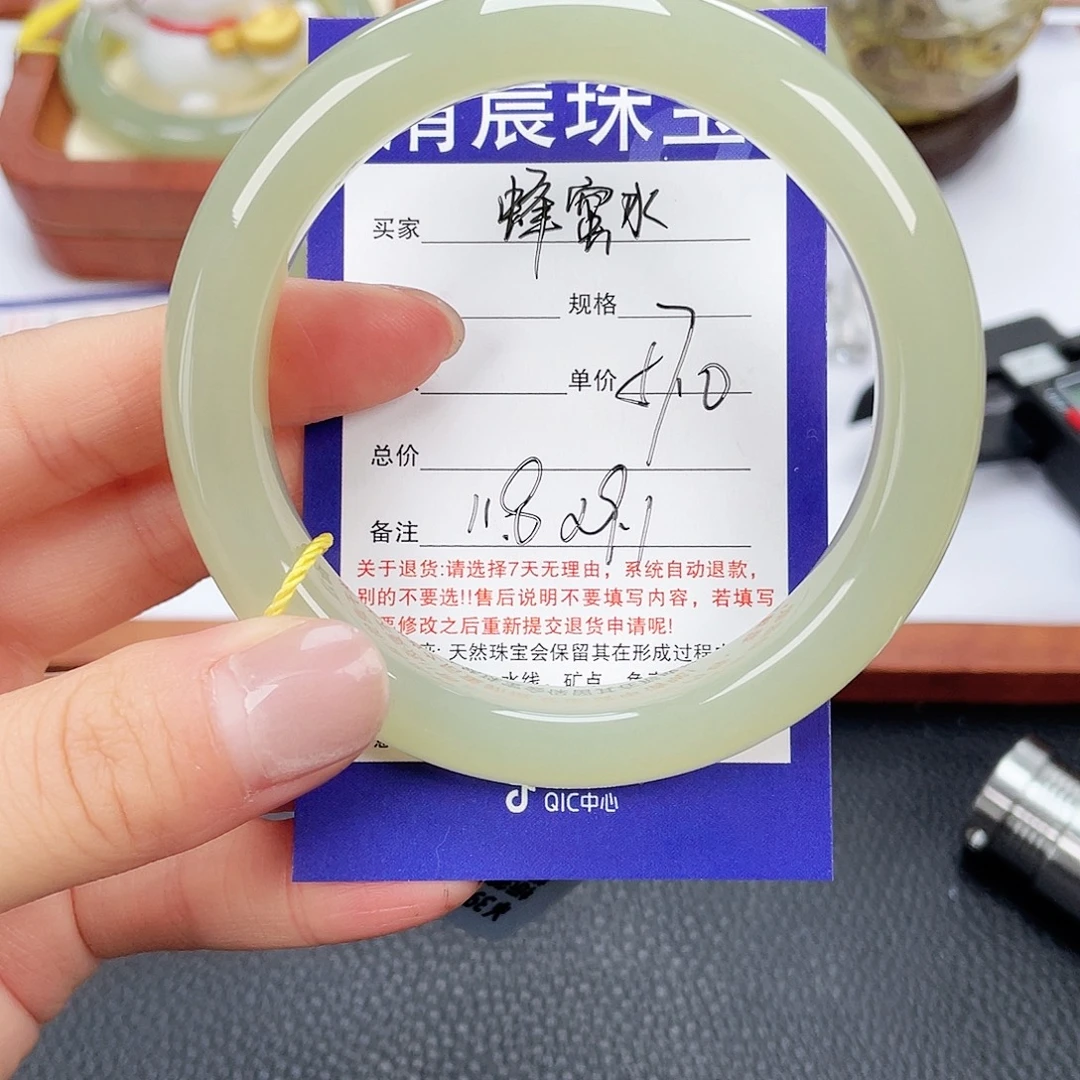 晨珠宝
买家 蜂蜜水
规格
单价
总价
备注 11.8
关于退货:请选择7天无理由，系统自动退款，
别的不要选!!售后说明不要填写内容，若填写
要修改之后重新提交退货申请呢!
: 天然珠宝会保留其在形成过程
水线、矿点、
QIC中心